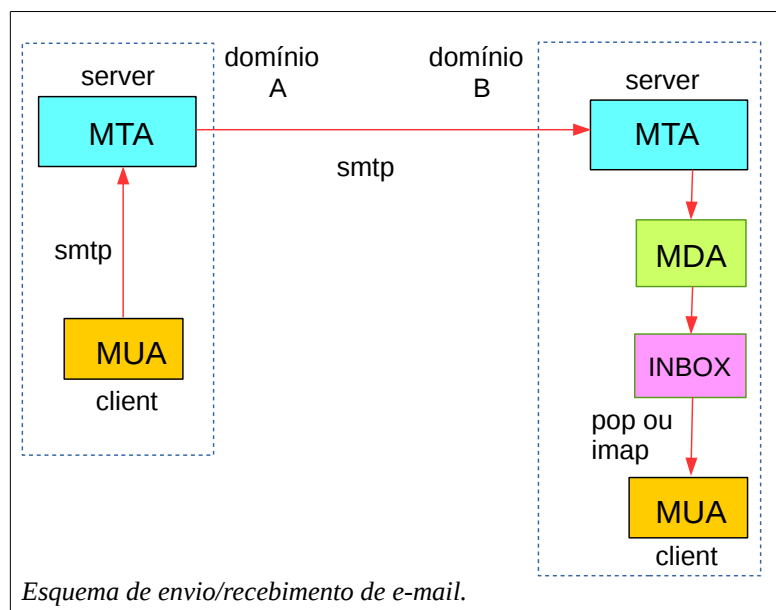 server
MTA
smtp
MUA
client
domínio
A
domínio
B
smtp
server
MTA
MDA
INBOX
pop ou
imap
MUA
client
Esquema de envio/recebimento de e-mail.